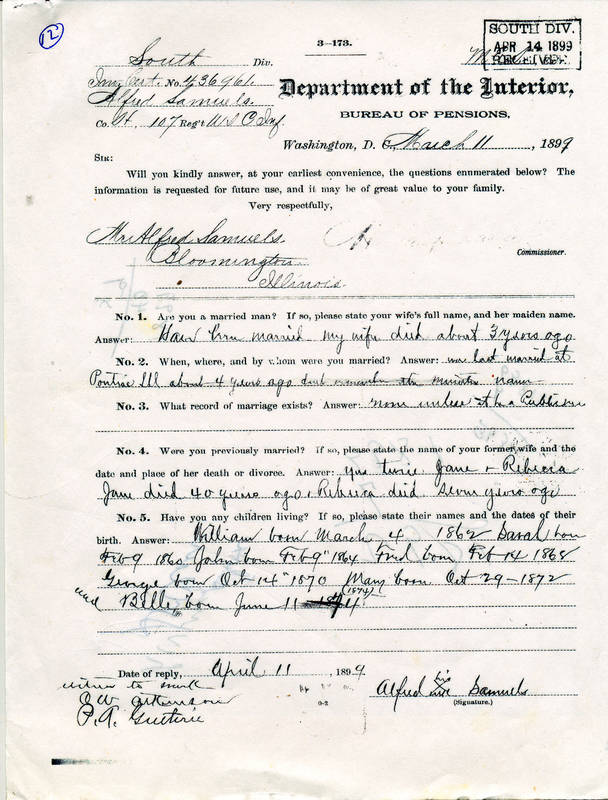 12
3-173.
SOUTH DIV.
APR 14 1899
RECEIVED.
South Div.
Inv. Cert. No. 436961
Alfred Samuels.
Co. H. 107 Reg't U S C Inf.
Department of the Interior,
BUREAU OF PENSIONS,
Washington, D. C., March 11, 1899
SIR:
Will you kindly answer, at your earliest convenience, the questions enumerated below? The
information is requested for future use, and it may be of great value to your family.
Very respectfully,
Commissioner.
Mr. Alfred Samuels.
Bloomington
Illinois.
No. 1. Are you a married man? If so, please state your wife's full name, and her maiden name.
Answer: Have been married my wife died about 3 years ago
No. 2. When, where, and by whom were you married? Answer: was last married at
Pontiac Ill about 4 years ago dont remember the ministers name
No. 3. What record of marriage exists? Answer: none unless at
No. 4. Were you previously married? If so, please state the name of your former wife and the
date and place of her death or divorce. Answer: yes twice. Jane & Rebecca
Jane died 40 years ago. Rebecca died seven years ago
No. 5. Have you any children living? If so, please state their names and the dates of their
birth. Answer: William born March 4 1862 Sarah born
Feb 9 1860 John born Feb 9" 1864 Fred born Feb 14 1868
George born Oct 14" 1870 Mary born Oct 29-1872
and Bell born June 11 (1874)
Date of reply, April 11, 1899
Alfred his Samuels
(Signature.)
witness to mark
O W Atkinson
P. A. Guthrie
0-2